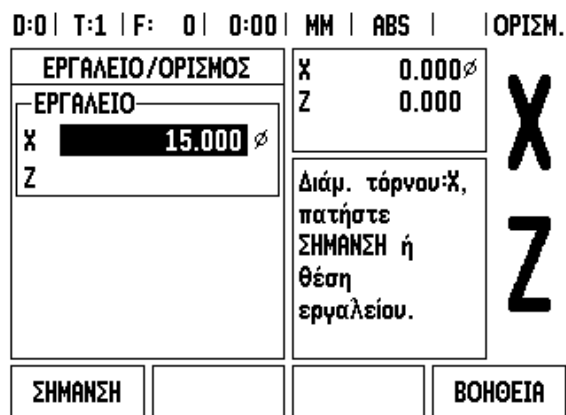 D:0 | T:1 | F: 0 | 0:00 | MM | ABS | | ΟΡΙΣΜ.
ΕΡΓΑΛΕΙΟ/ΟΡΙΣΜΟΣ
ΕΡΓΑΛΕΙΟ
X 15.000 ⌀
Z
X 0.000⌀
Z 0.000
Διάμ. τόρνου:X,
πατήστε
ΣΗΜΑΝΣΗ ή
θέση
εργαλείου.
X
Z
ΣΗΜΑΝΣΗ
ΒΟΗΘΕΙΑ